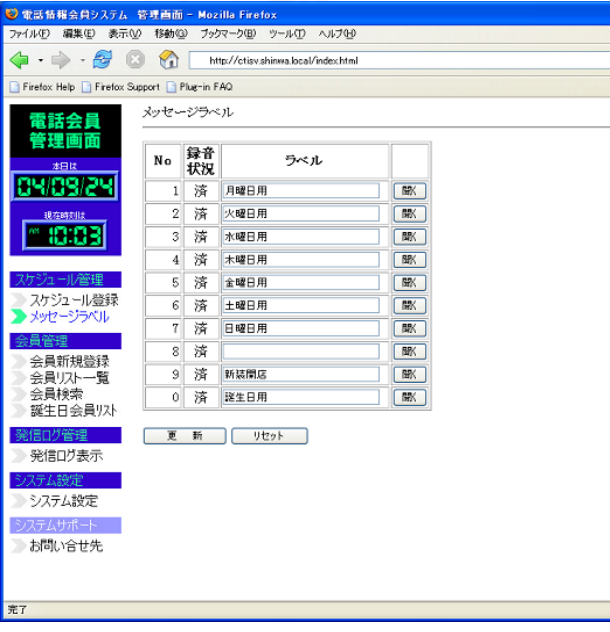 電話情報会員システム 管理画面 - Mozilla Firefox
ファイル(F) 編集(E) 表示(V) 移動(G) ブックマーク(B) ツール(T) ヘルプ(H)
http://ctisv.shinwa.local/index.html
Firefox Help Firefox Support Plug-in FAQ
電話会員
管理画面
本日は
04/09/24
現在時刻は
AM 10:03
スケジュール管理
スケジュール登録
メッセージラベル
会員管理
会員新規登録
会員リスト一覧
会員検索
誕生日会員リスト
発信ログ管理
発信ログ表示
システム設定
システム設定
システムサポート
お問い合せ先
メッセージラベル
No 録音状況 ラベル
1 済 月曜日用 聞く
2 済 火曜日用 聞く
3 済 水曜日用 聞く
4 済 木曜日用 聞く
5 済 金曜日用 聞く
6 済 土曜日用 聞く
7 済 日曜日用 聞く
8 済 聞く
9 済 新装開店 聞く
0 済 誕生日用 聞く
更 新 リセット
完了